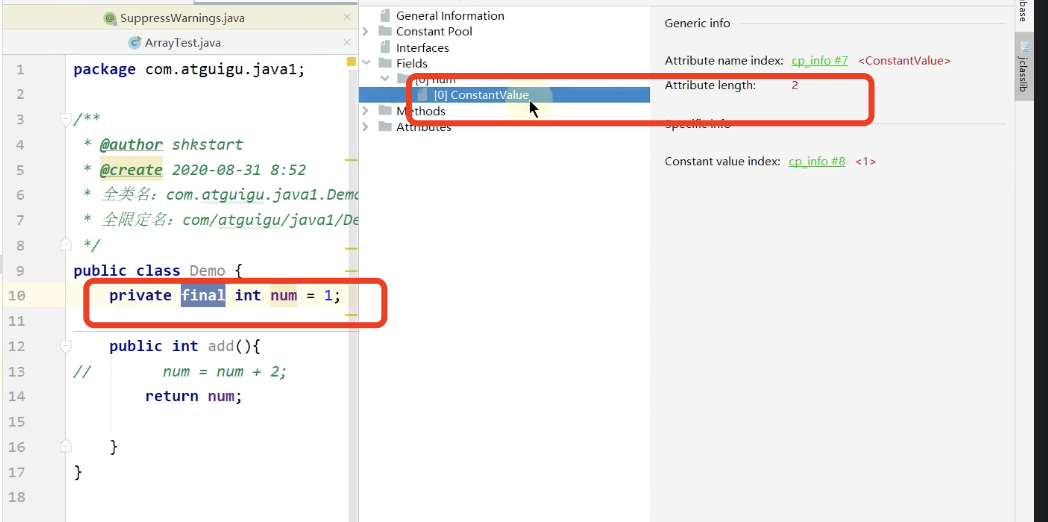 SuppressWarnings.java
ArrayTest.java
1 package com.atguigu.java1;
2
3 /**
4 * @author shkstart
5 * @create 2020-08-31 8:52
6 * 全类名：com.atguigu.java1.Demo
7 * 全限定名：com/atguigu/java1/De
8 */
9 public class Demo {
10 private final int num = 1;
11
12 public int add(){
13 // num = num + 2;
14 return num;
15
16 }
17 }
18
General Information
Constant Pool
Interfaces
Fields
[0] num
[0] ConstantValue
Methods
Attributes
Generic info
Attribute name index: cp_info #7 <ConstantValue>
Attribute length: 2
Specific info
Constant value index: cp_info #8 <1>
base
jclasslib